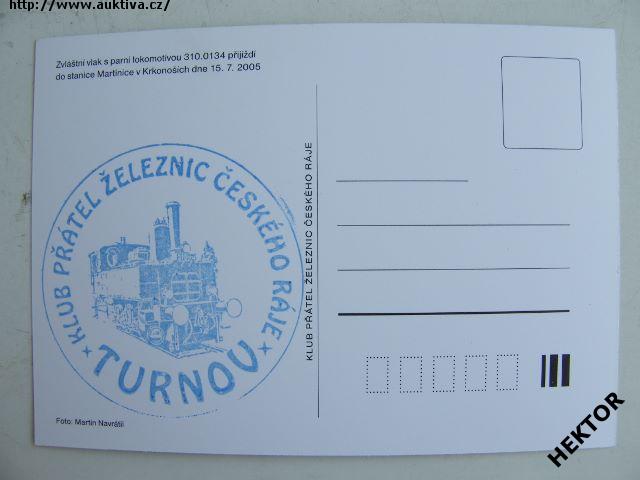 http://www.auktiva.cz/
Zvláštní vlak s parní lokomotivou 310.0134 přijíždí
do stanice Martinice v Krkonoších dne 15. 7. 2005
KLUB PŘÁTEL ŽELEZNIC ČESKÉHO RÁJE
TURNOV
Foto: Martin Navrátil
KLUB PŘÁTEL ŽELEZNIC ČESKÉHO RÁJE
HEKTOR